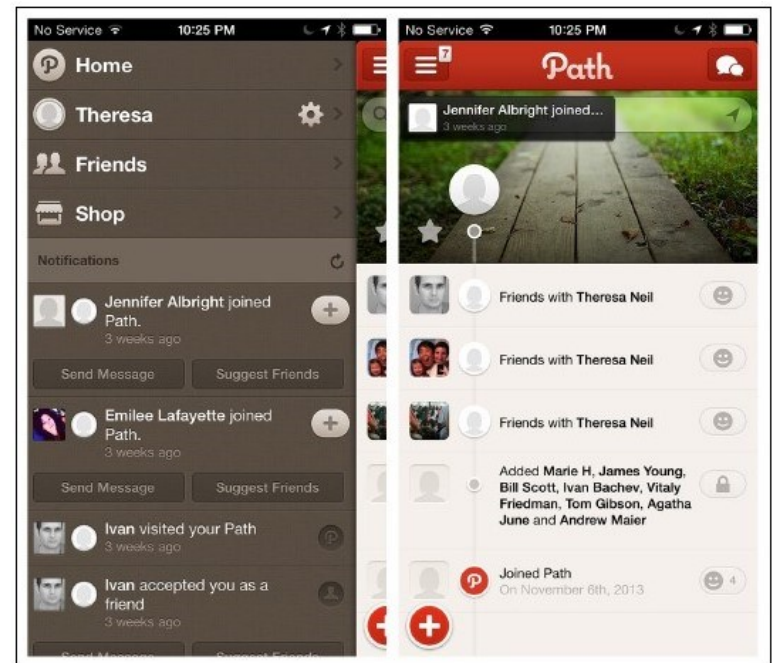 No Service 10:25 PM
Home
Theresa
Friends
Shop
Notifications
Jennifer Albright joined
Path.
3 weeks ago
Send Message Suggest Friends
Emilee Lafayette joined
Path.
3 weeks ago
Send Message Suggest Friends
Ivan visited your Path
3 weeks ago
Ivan accepted you as a
friend
3 weeks ago
Send Message Suggest Friends
No Service 10:25 PM
7
Path
Jennifer Albright joined...
3 weeks ago
Friends with Theresa Neil
Friends with Theresa Neil
Friends with Theresa Neil
Added Marie H, James Young,
Bill Scott, Ivan Bachev, Vitaly
Friedman, Tom Gibson, Agatha
June and Andrew Maier
Joined Path
On November 6th, 2013
4